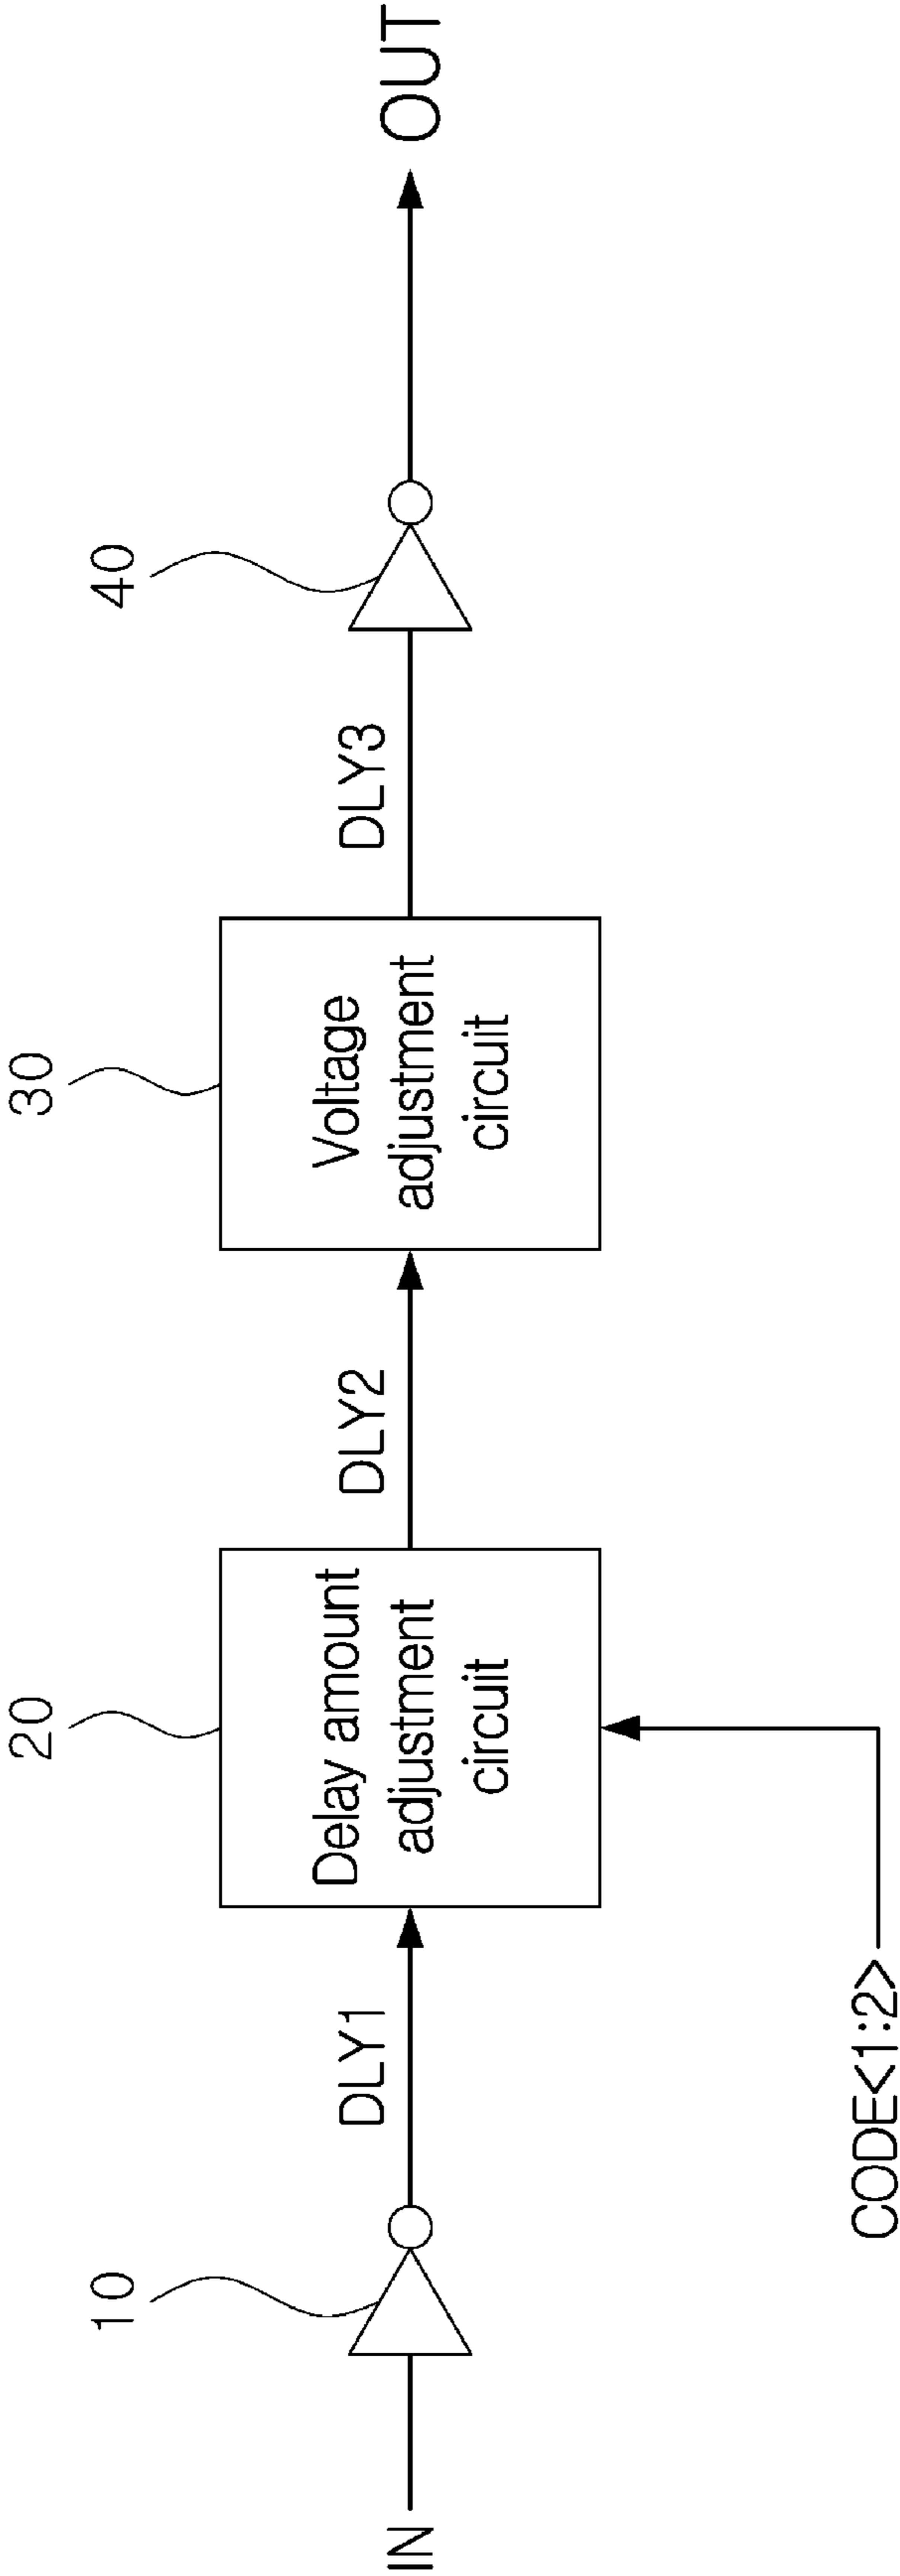 20
30
10
40
IN
DLY1
Delay amount
adjustment
circuit
DLY2
Voltage
adjustment
circuit
DLY3
OUT
CODE<1:2>